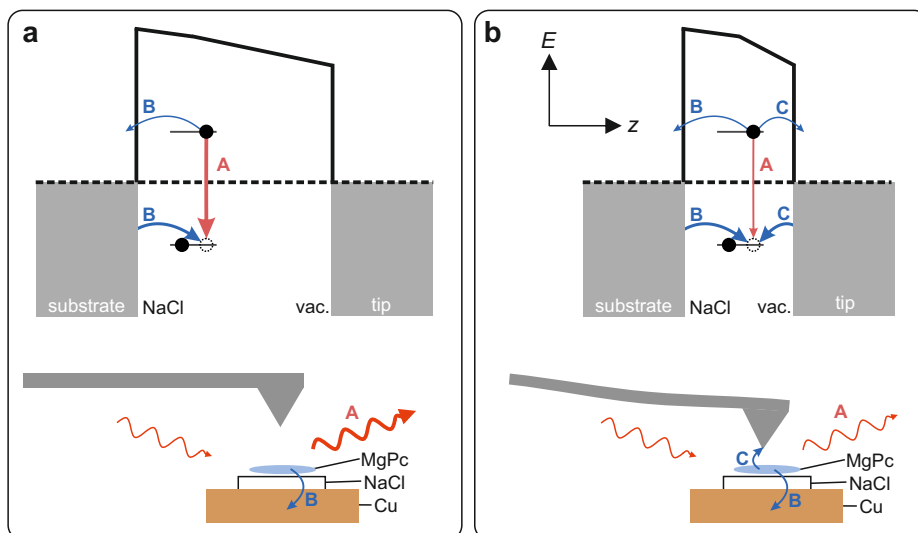 a
B
A
B
substrate NaCl vac. tip
A
MgPc
NaCl
B
Cu
b
E
z
B C
A
B C
substrate NaCl vac. tip
A
C
MgPc
NaCl
B
Cu